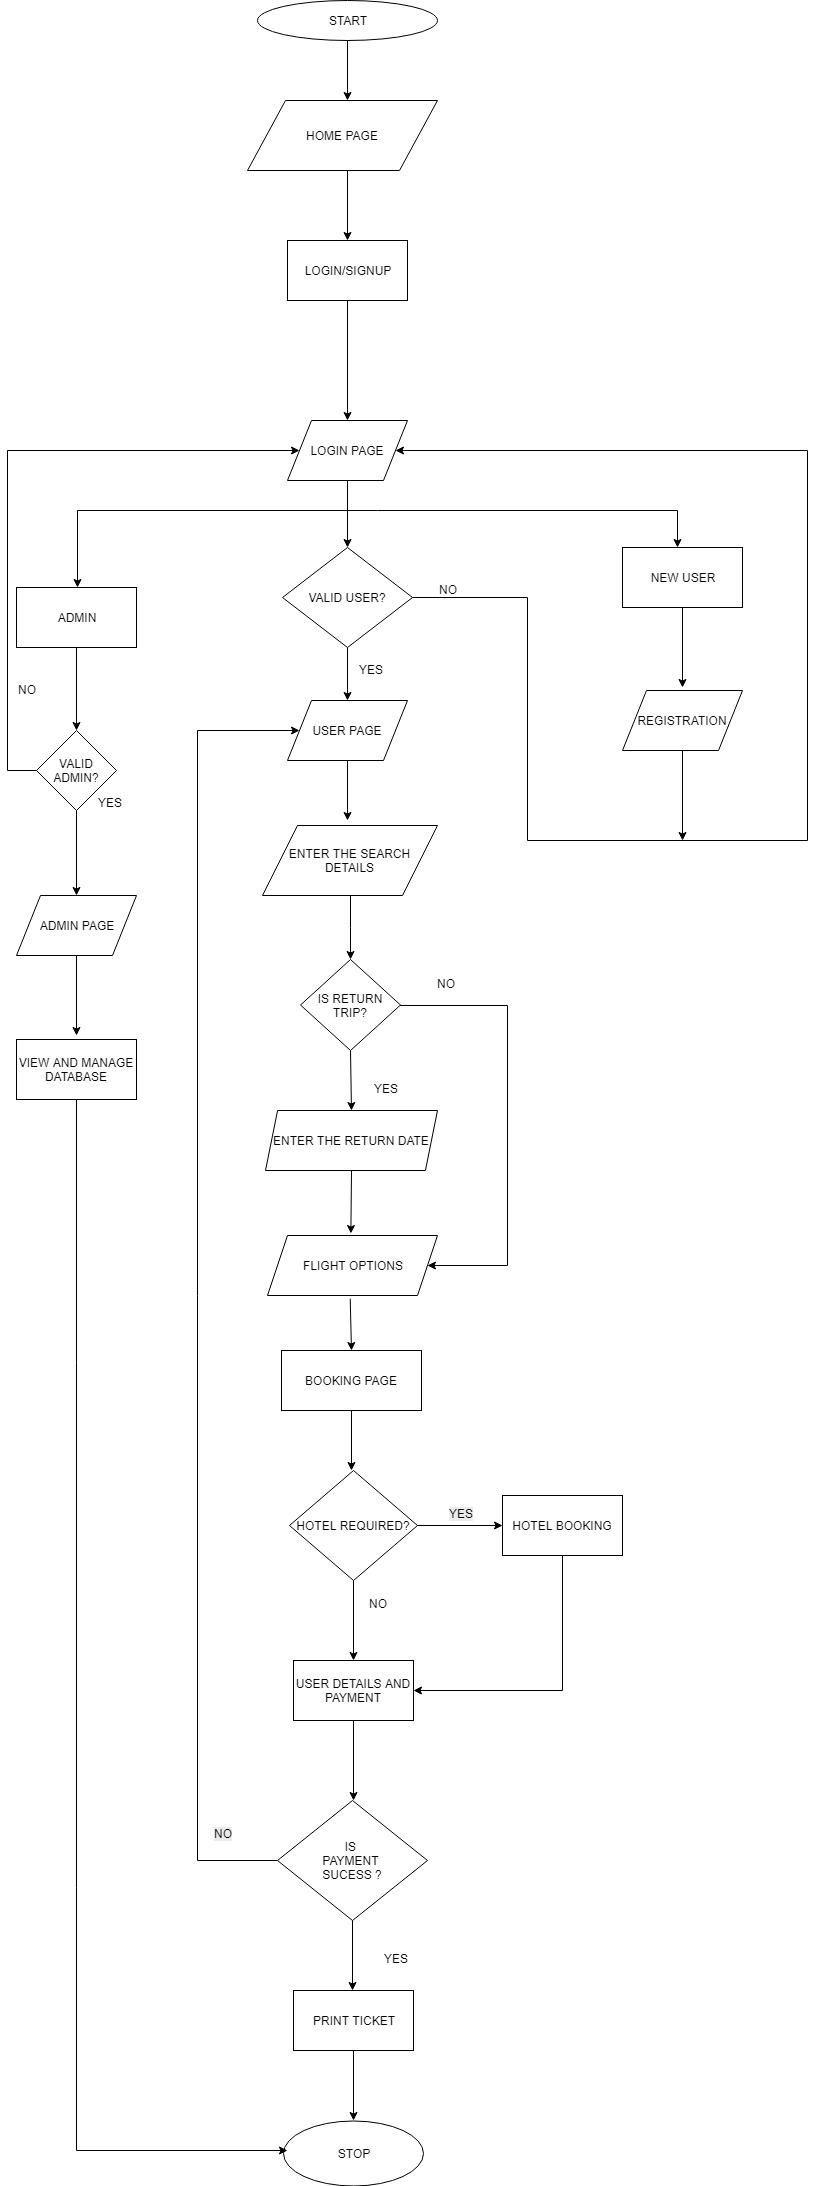 START
HOME PAGE
LOGIN/SIGNUP
LOGIN PAGE
ADMIN
VALID USER?
NO
NEW USER
NO
YES
VALID
ADMIN?
YES
USER PAGE
REGISTRATION
ENTER THE SEARCH
DETAILS
ADMIN PAGE
IS RETURN
TRIP?
NO
VIEW AND MANAGE
DATABASE
YES
ENTER THE RETURN DATE
FLIGHT OPTIONS
BOOKING PAGE
HOTEL REQUIRED?
YES
HOTEL BOOKING
NO
USER DETAILS AND
PAYMENT
NO
IS
PAYMENT
SUCESS ?
YES
PRINT TICKET
STOP